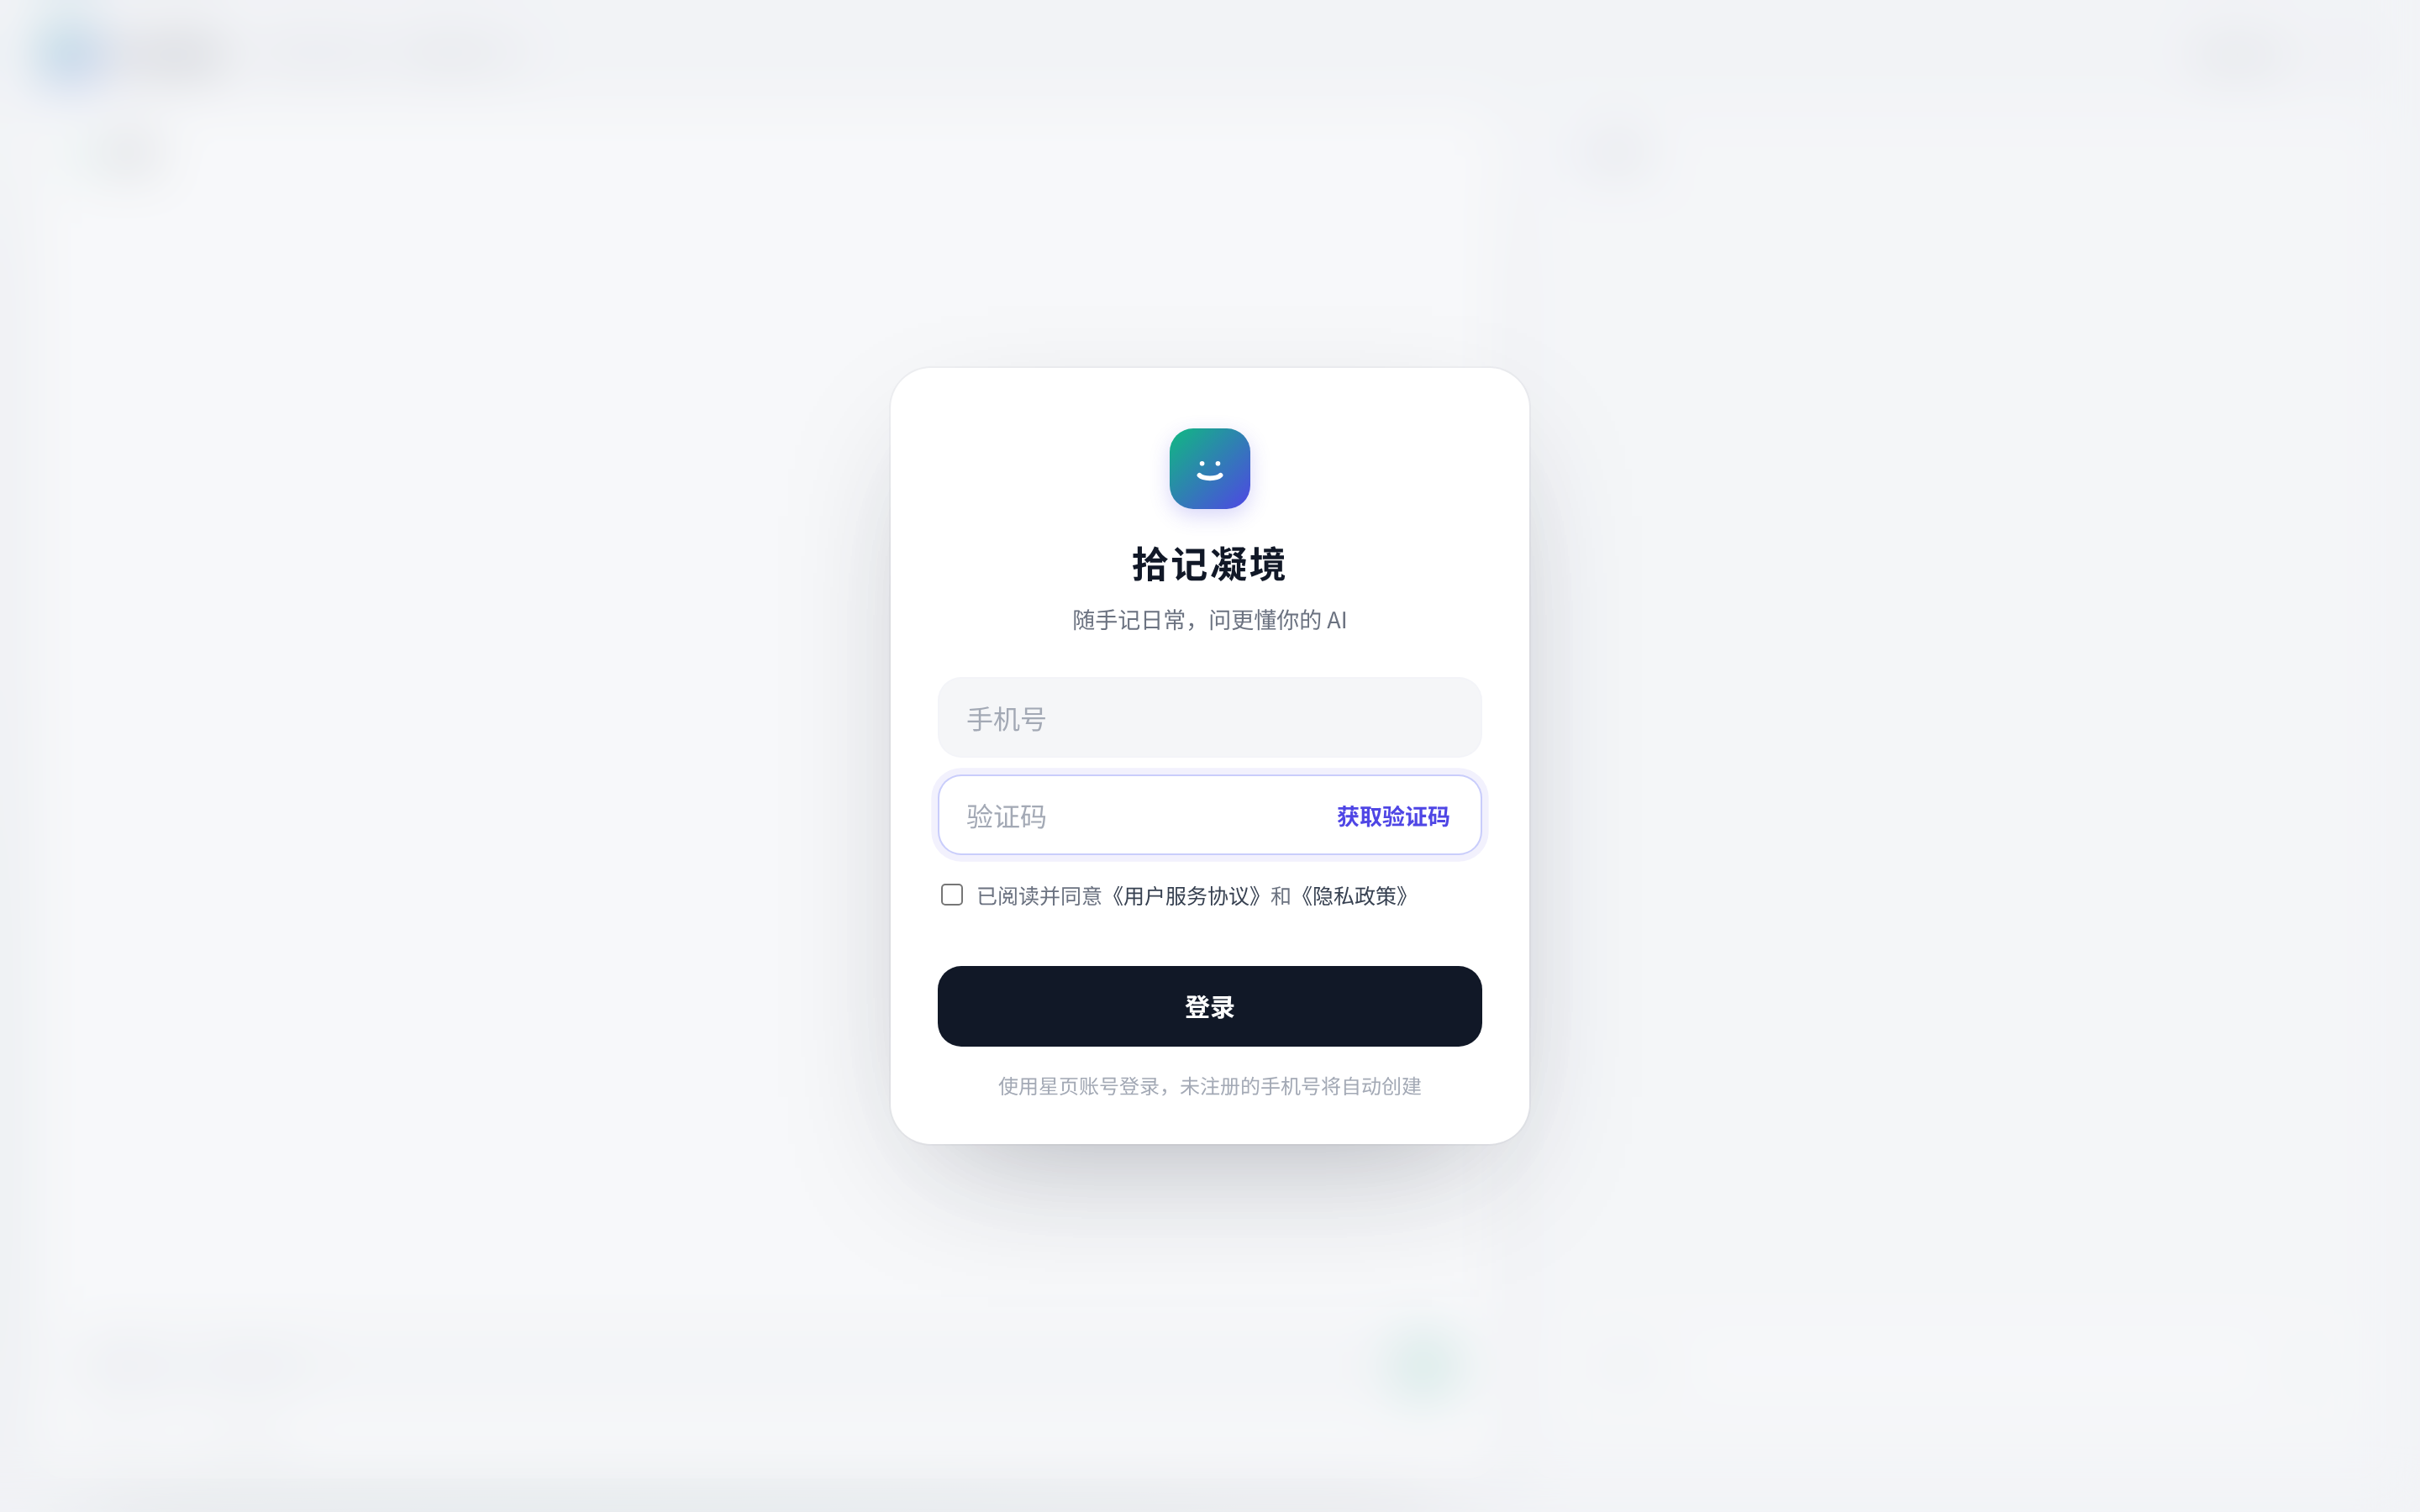 拾记凝境
随手记日常，问更懂你的 AI
手机号
验证码 获取验证码
已阅读并同意《用户服务协议》和《隐私政策》
登录
使用星页账号登录，未注册的手机号将自动创建